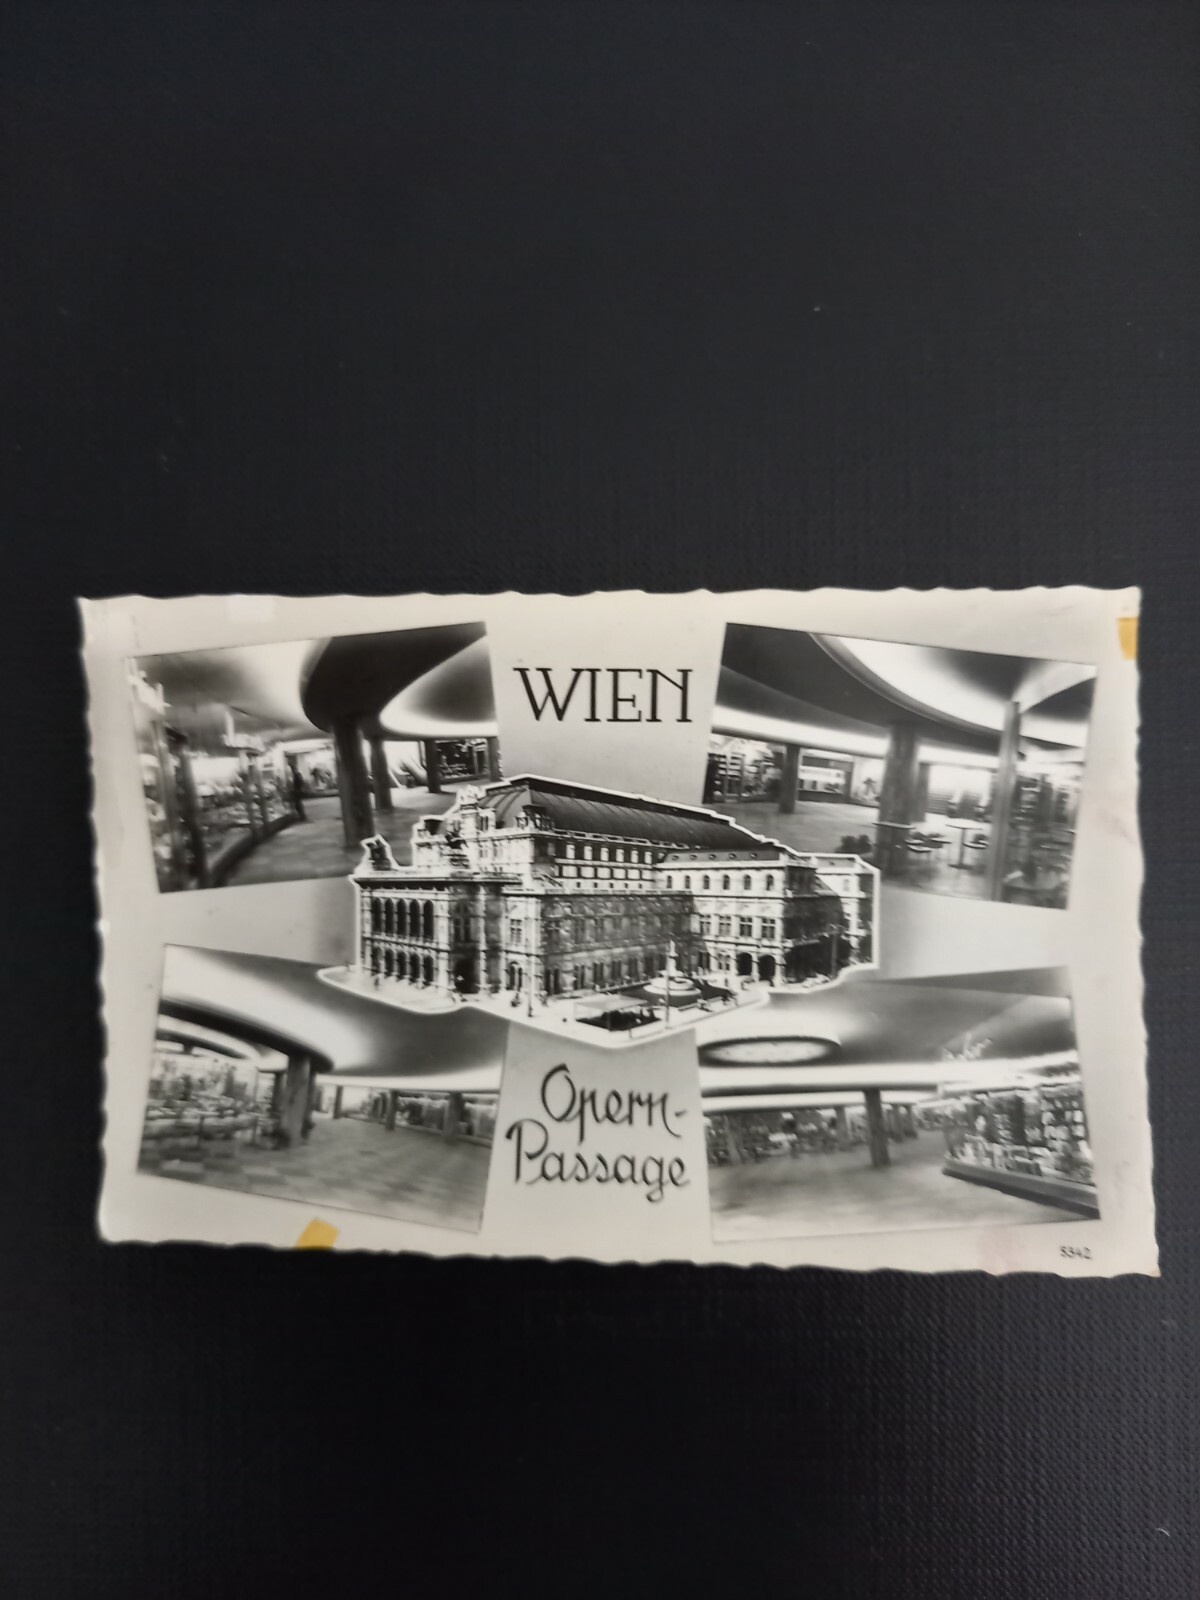 WIEN
Opern-
Passage
5342